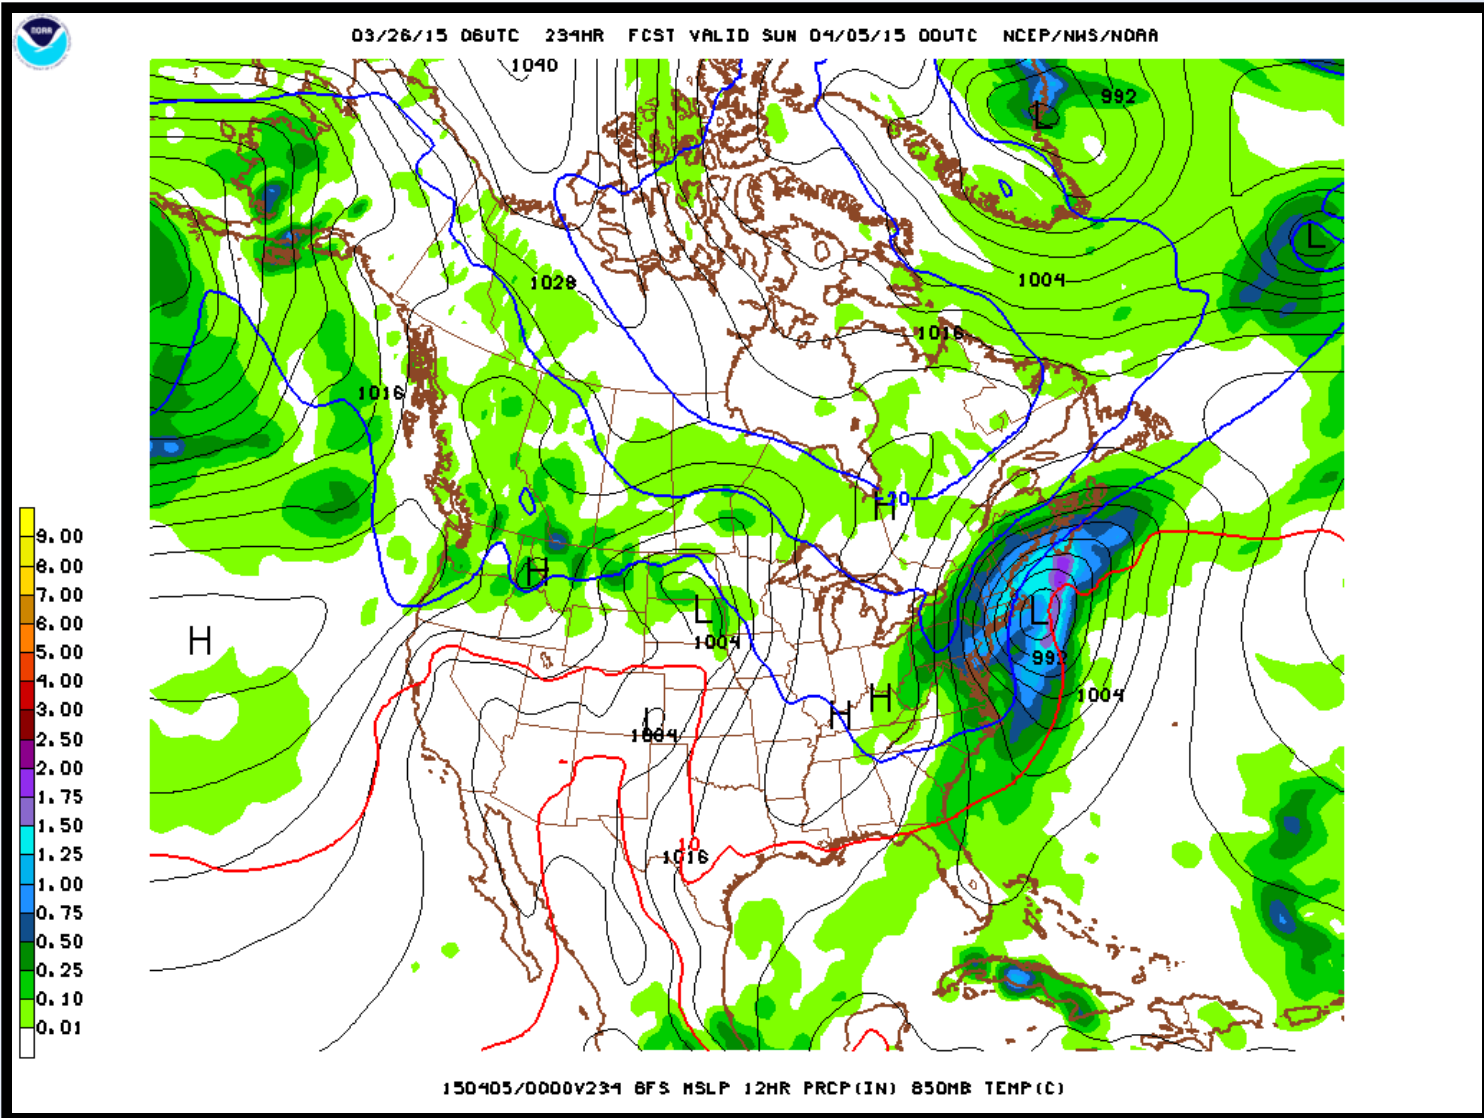 03/26/15 06UTC 234HR FCST VALID SUN 04/05/15 00UTC NCEP/NWS/NOAA
NOAA
1040
992
L
L
1028
1004
1016
1016
-10
H
H
9.00
8.00
7.00
6.00
5.00
4.00
3.00
2.50
2.00
1.75
1.50
1.25
1.00
0.75
0.50
0.25
0.10
0.01
H
L
1004
L
1004
H
H
L
1004
10
1016
150405/0000V234 GFS MSLP 12HR PRCP(IN) 850MB TEMP(C)